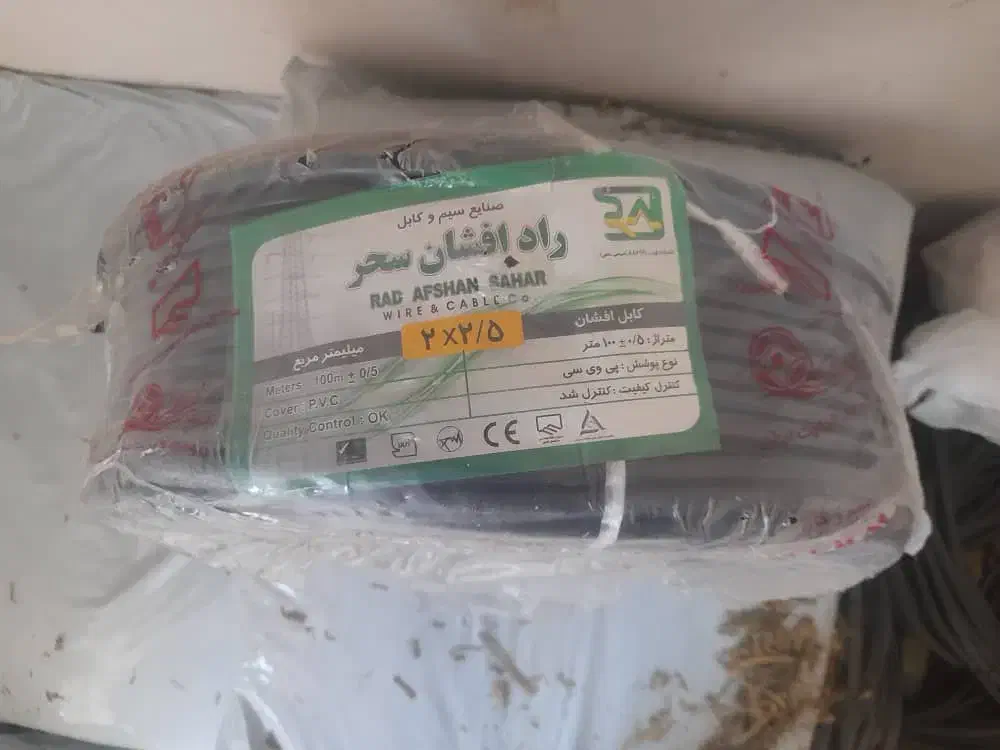 صنایع سیم و کابل
راد افشان سحر
RAD AFSHAN SAHAR
WIRE & CABLE Co
۲×۲/۵
کابل افشان
میلیمتر مربع
متراژ: ۰/۵ ± ۱۰۰ متر
نوع پوشش: پی وی سی
کنترل کیفیت: کنترل شد
Meters: 100m ± 0/5
Cover: P.V.C
Quality Control: OK
CE